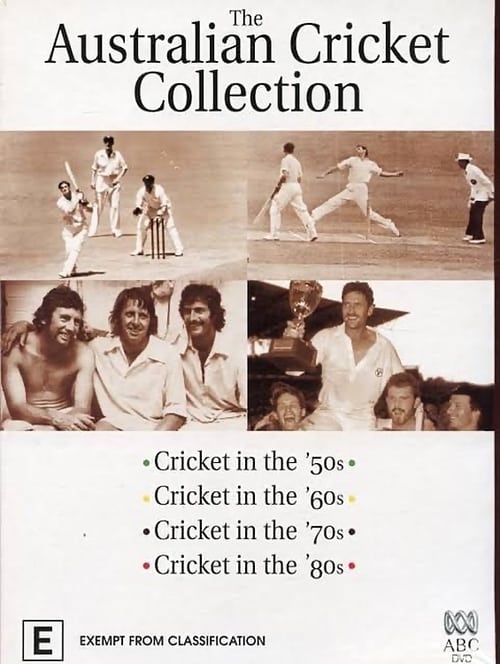 The
Australian Cricket
Collection
• Cricket in the ’50s •
• Cricket in the ’60s •
• Cricket in the ’70s •
• Cricket in the ’80s •
E EXEMPT FROM CLASSIFICATION
ABC
DVD